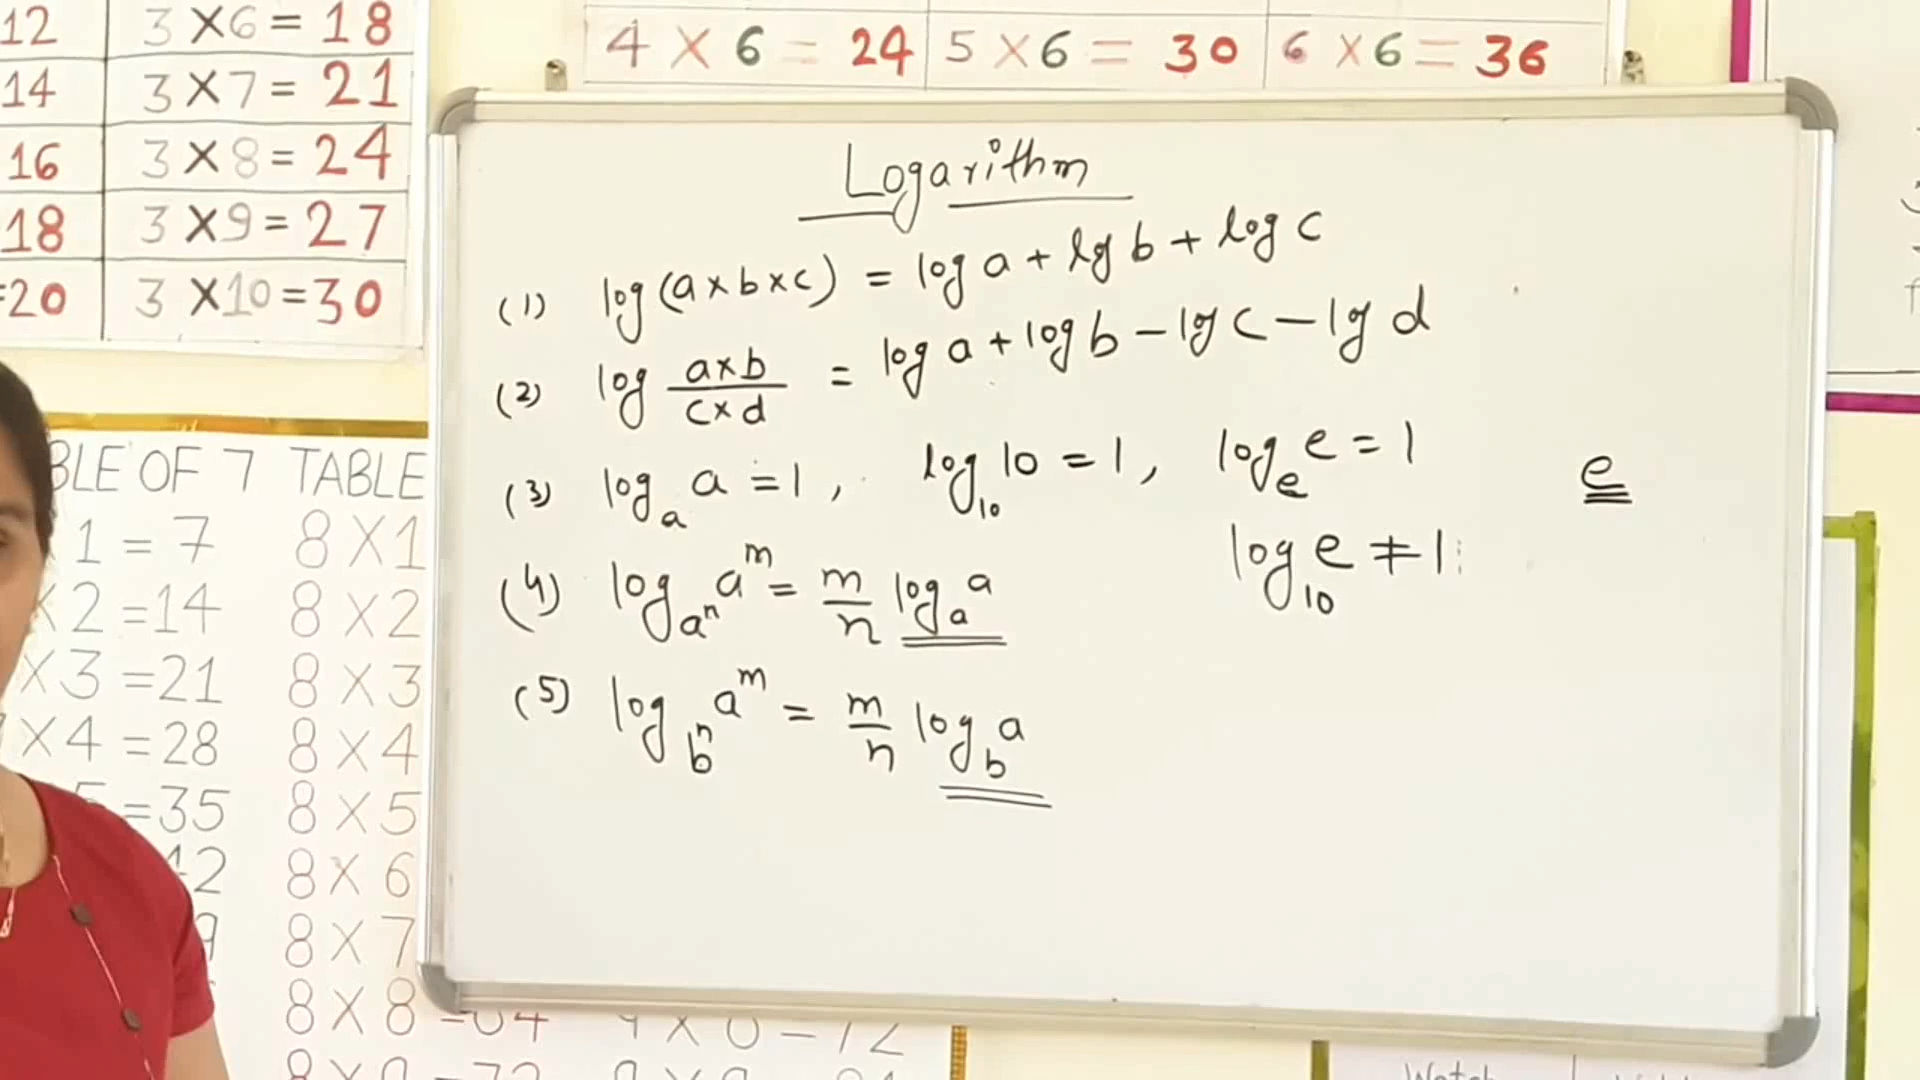 12 3 × 6 = 18
14 3 × 7 = 21
16 3 × 8 = 24
18 3 × 9 = 27
=20 3 × 10 = 30
4 × 6 = 24 5 × 6 = 30 6 × 6 = 36
Logarithm
(1) log (a×b×c) = log a + lg b + log c
(2) log (a×b)/(c×d) = log a + log b − log c − lg d
(3) log_a a = 1, log_10 10 = 1, log_e e = 1
e
log_10 e ≠ 1
(4) log_{a^n} a^m = m/n log_a a
(5) log_{b^n} a^m = m/n log_b a
BLE OF 7 TABLE
1 = 7 8 × 1
×2 = 14 8 × 2
×3 = 21 8 × 3
×4 = 28 8 × 4
= 35 8 × 5
8 × 6
8 × 7
8 × 8